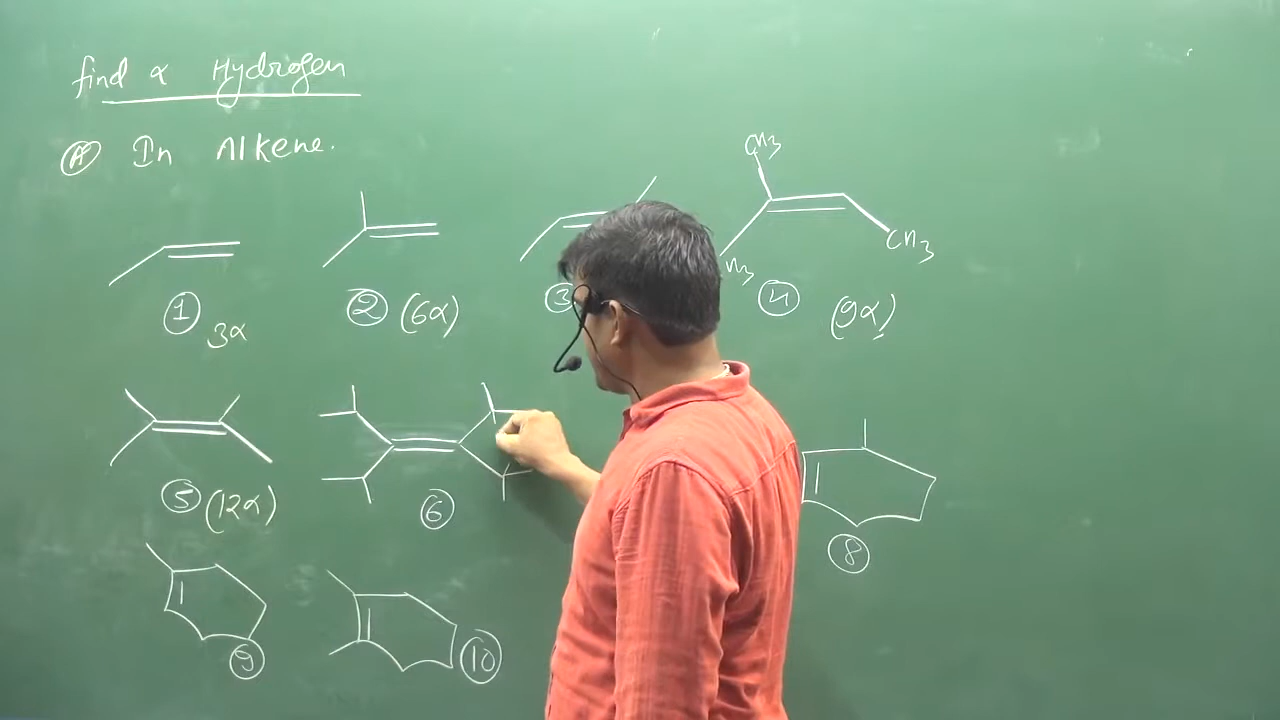 find α Hydrogen
(A) In Alkene.
CH3
CH3
CH3
① 3α
② (6α)
③
④ (9α)
⑤ (12α)
⑥
⑧
⑨
⑩